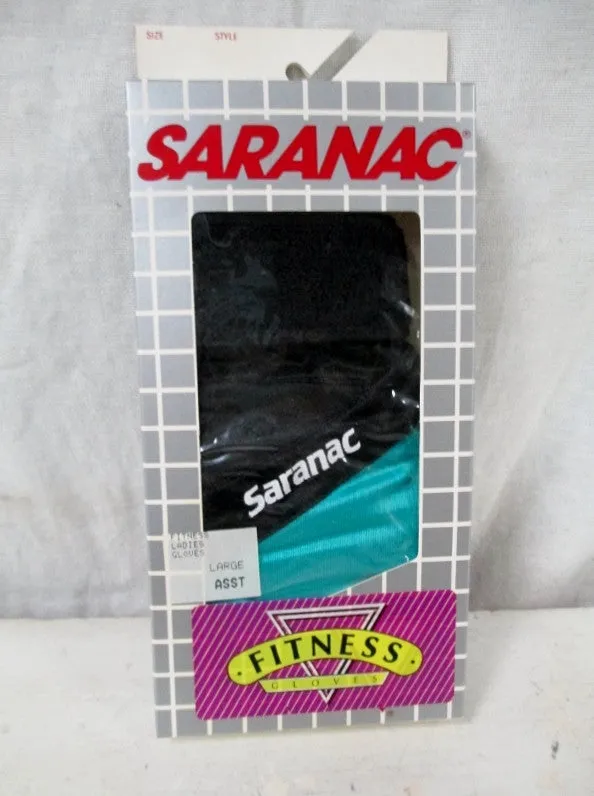 SIZE STYLE
SARANAC®
Saranac
FITNESS
LADIES
GLOVES
LARGE
ASST
FITNESS
GLOVES